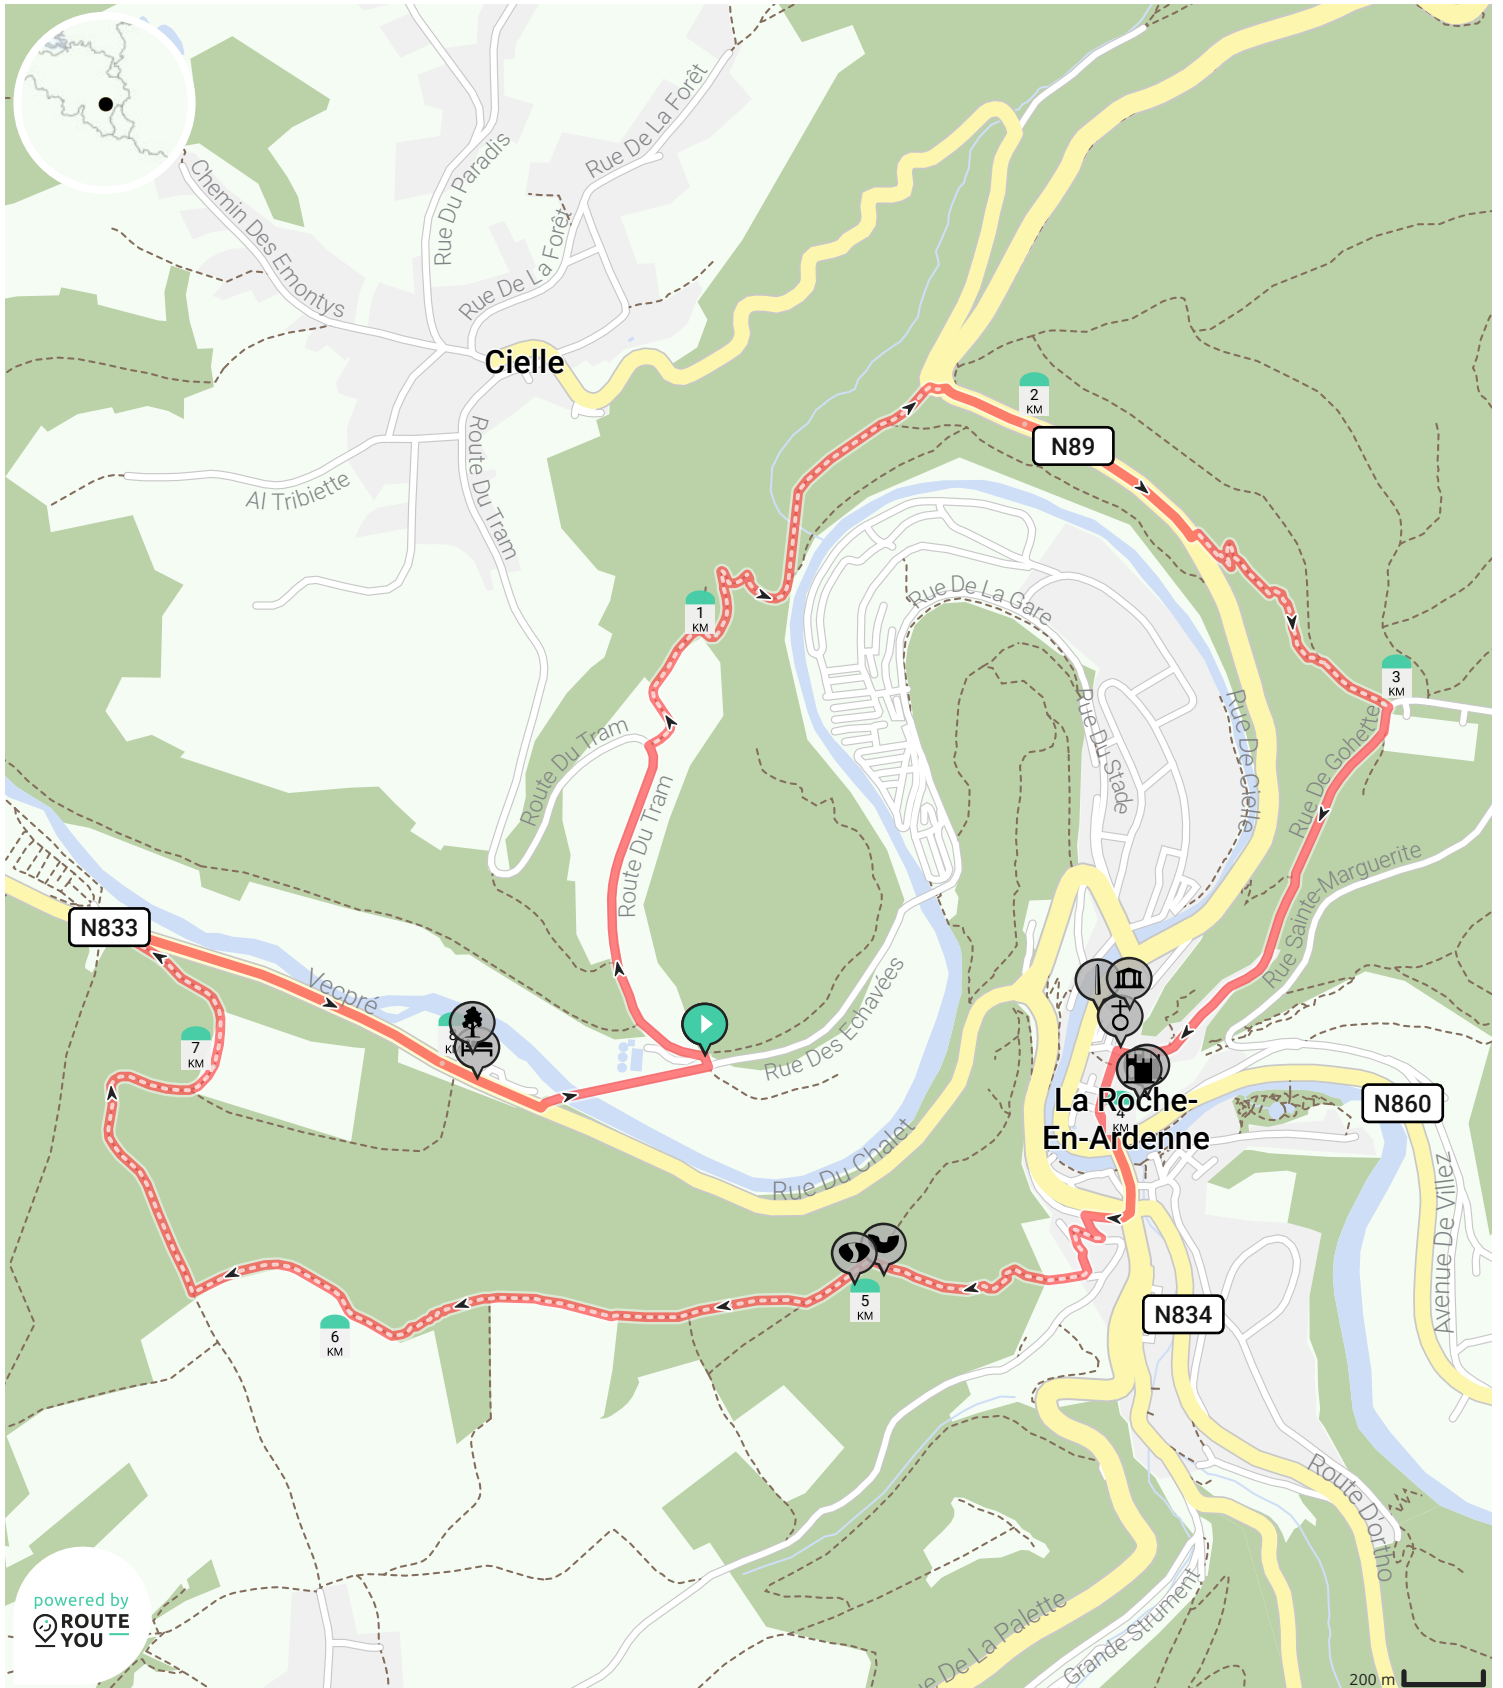 Rue De La Forêt
Rue Du Paradis
Chemin Des Emontys
Rue De La Forêt
Cielle
2
KM
N89
Route Du Tram
Al Tribiette
Rue De La Gare
1
KM
3
KM
Rue Du Stade
Rue De Cielle
Rue De Gohette
Route Du Tram
Route Du Tram
Rue Sainte-Marguerite
N833
Vecpré
Rue Des Echavées
7
KM
La Roche-
En-Ardenne
4
KM
N860
Rue Du Chalet
Avenue De Villez
5
KM
6
KM
N834
Route D'ortho
De La Palette
Grande Strument
powered by
ROUTE
YOU
200 m